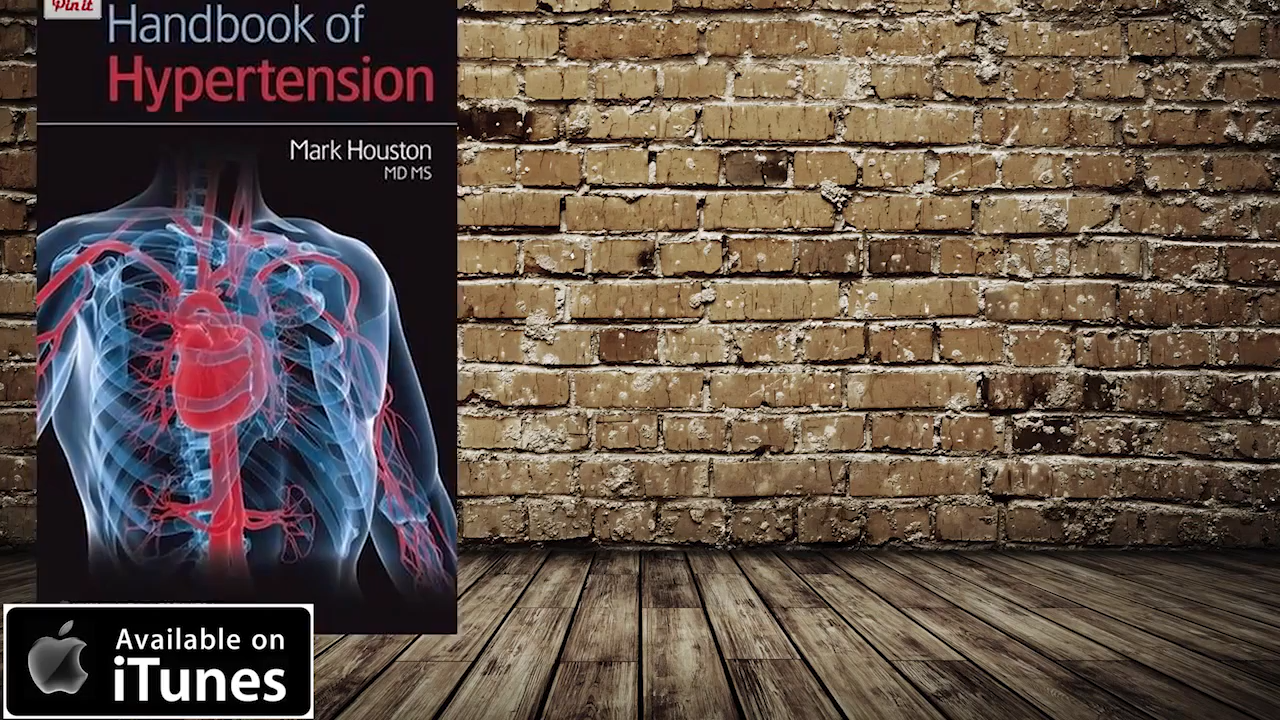 Pin it
Handbook of
Hypertension
Mark Houston
MD MS
Available on
iTunes